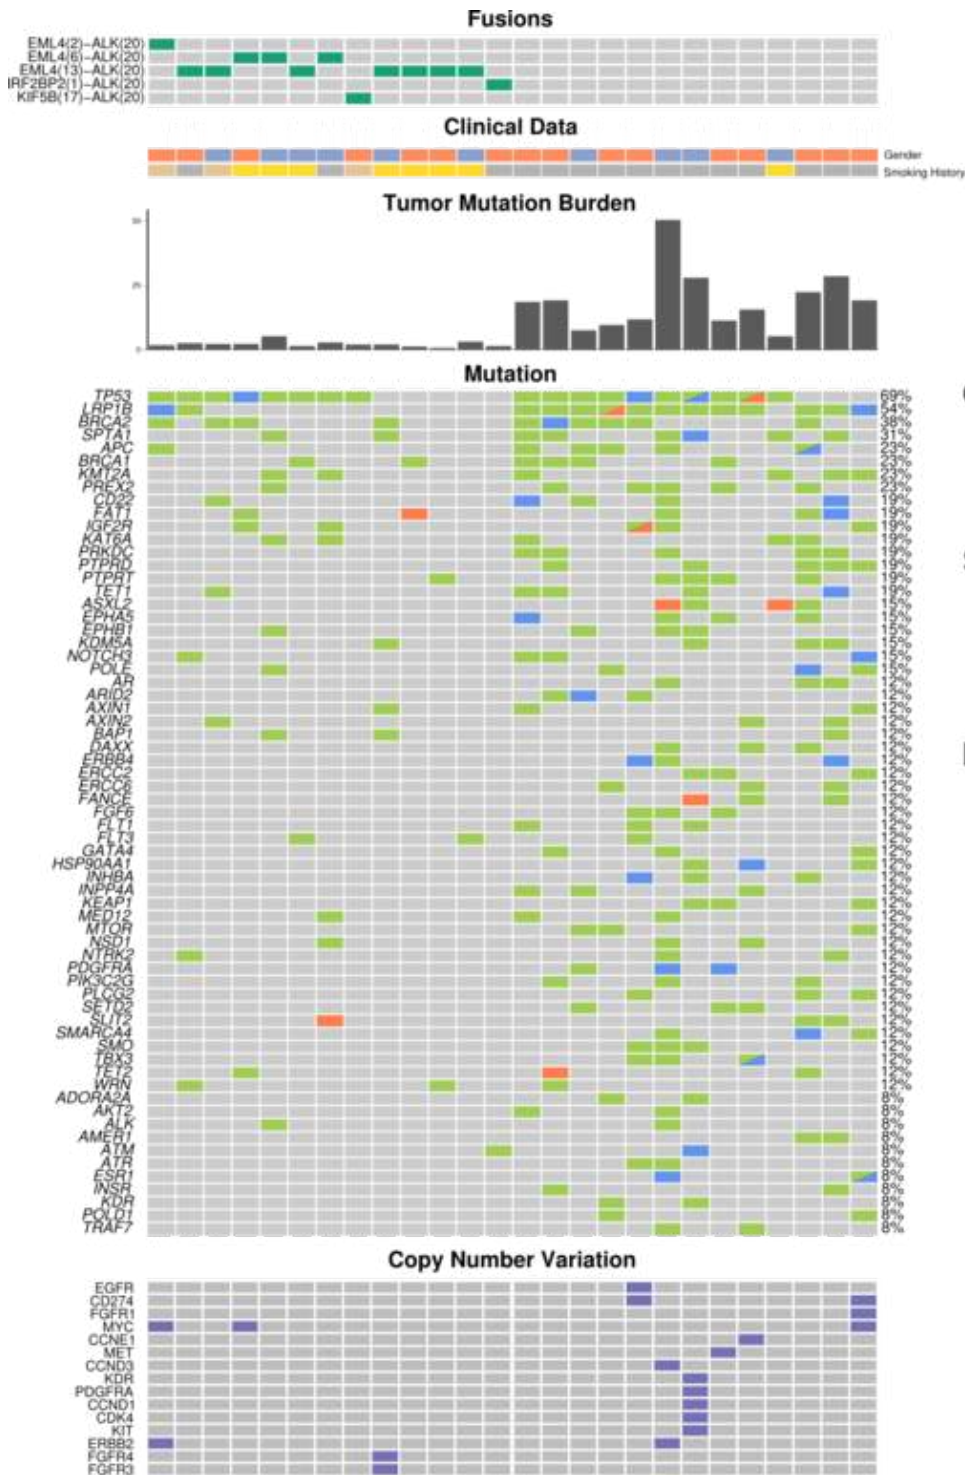 Fusions
EML4(2)−ALK(20)
EML4(6)−ALK(20)
EML4(13)−ALK(20)
IRF2BP2(1)−ALK(20)
KIF5B(17)−ALK(20)
Clinical Data
Gender
Smoking History
Tumor Mutation Burden
50
25
0
Mutation
TP53 69%
LRP1B 54%
BRCA2 38%
SPTA1 31%
APC 23%
BRCA1 23%
KMT2A 23%
PREX2 23%
CD22 19%
FAT1 19%
IGF2R 19%
KAT6A 19%
PRKDC 19%
PTPRD 19%
PTPRT 19%
TET1 19%
ASXL2 15%
EPHA5 15%
EPHB1 15%
KDM5A 15%
NOTCH3 15%
POLE 15%
AR 12%
ARID2 12%
AXIN1 12%
AXIN2 12%
BAP1 12%
DAXX 12%
ERBB4 12%
ERCC2 12%
ERCC6 12%
FANCE 12%
FGF6 12%
FLT1 12%
FLT3 12%
GATA4 12%
HSP90AA1 12%
INHBA 12%
INPP4A 12%
KEAP1 12%
MED12 12%
MTOR 12%
NSD1 12%
NTRK2 12%
PDGFRA 12%
PIK3C2G 12%
PLCG2 12%
SETD2 12%
SLIT2 12%
SMARCA4 12%
SMO 12%
TBX3 12%
TET2 12%
WRN 12%
ADORA2A 8%
AKT2 8%
ALK 8%
AMER1 8%
ATM 8%
ATR 8%
ESR1 8%
INSR 8%
KDR 8%
POLD1 8%
TRAF7 8%
Copy Number Variation
EGFR
CD274
FGFR1
MYC
CCNE1
MET
CCND3
KDR
PDGFRA
CCND1
CDK4
KIT
ERBB2
FGFR4
FGFR3